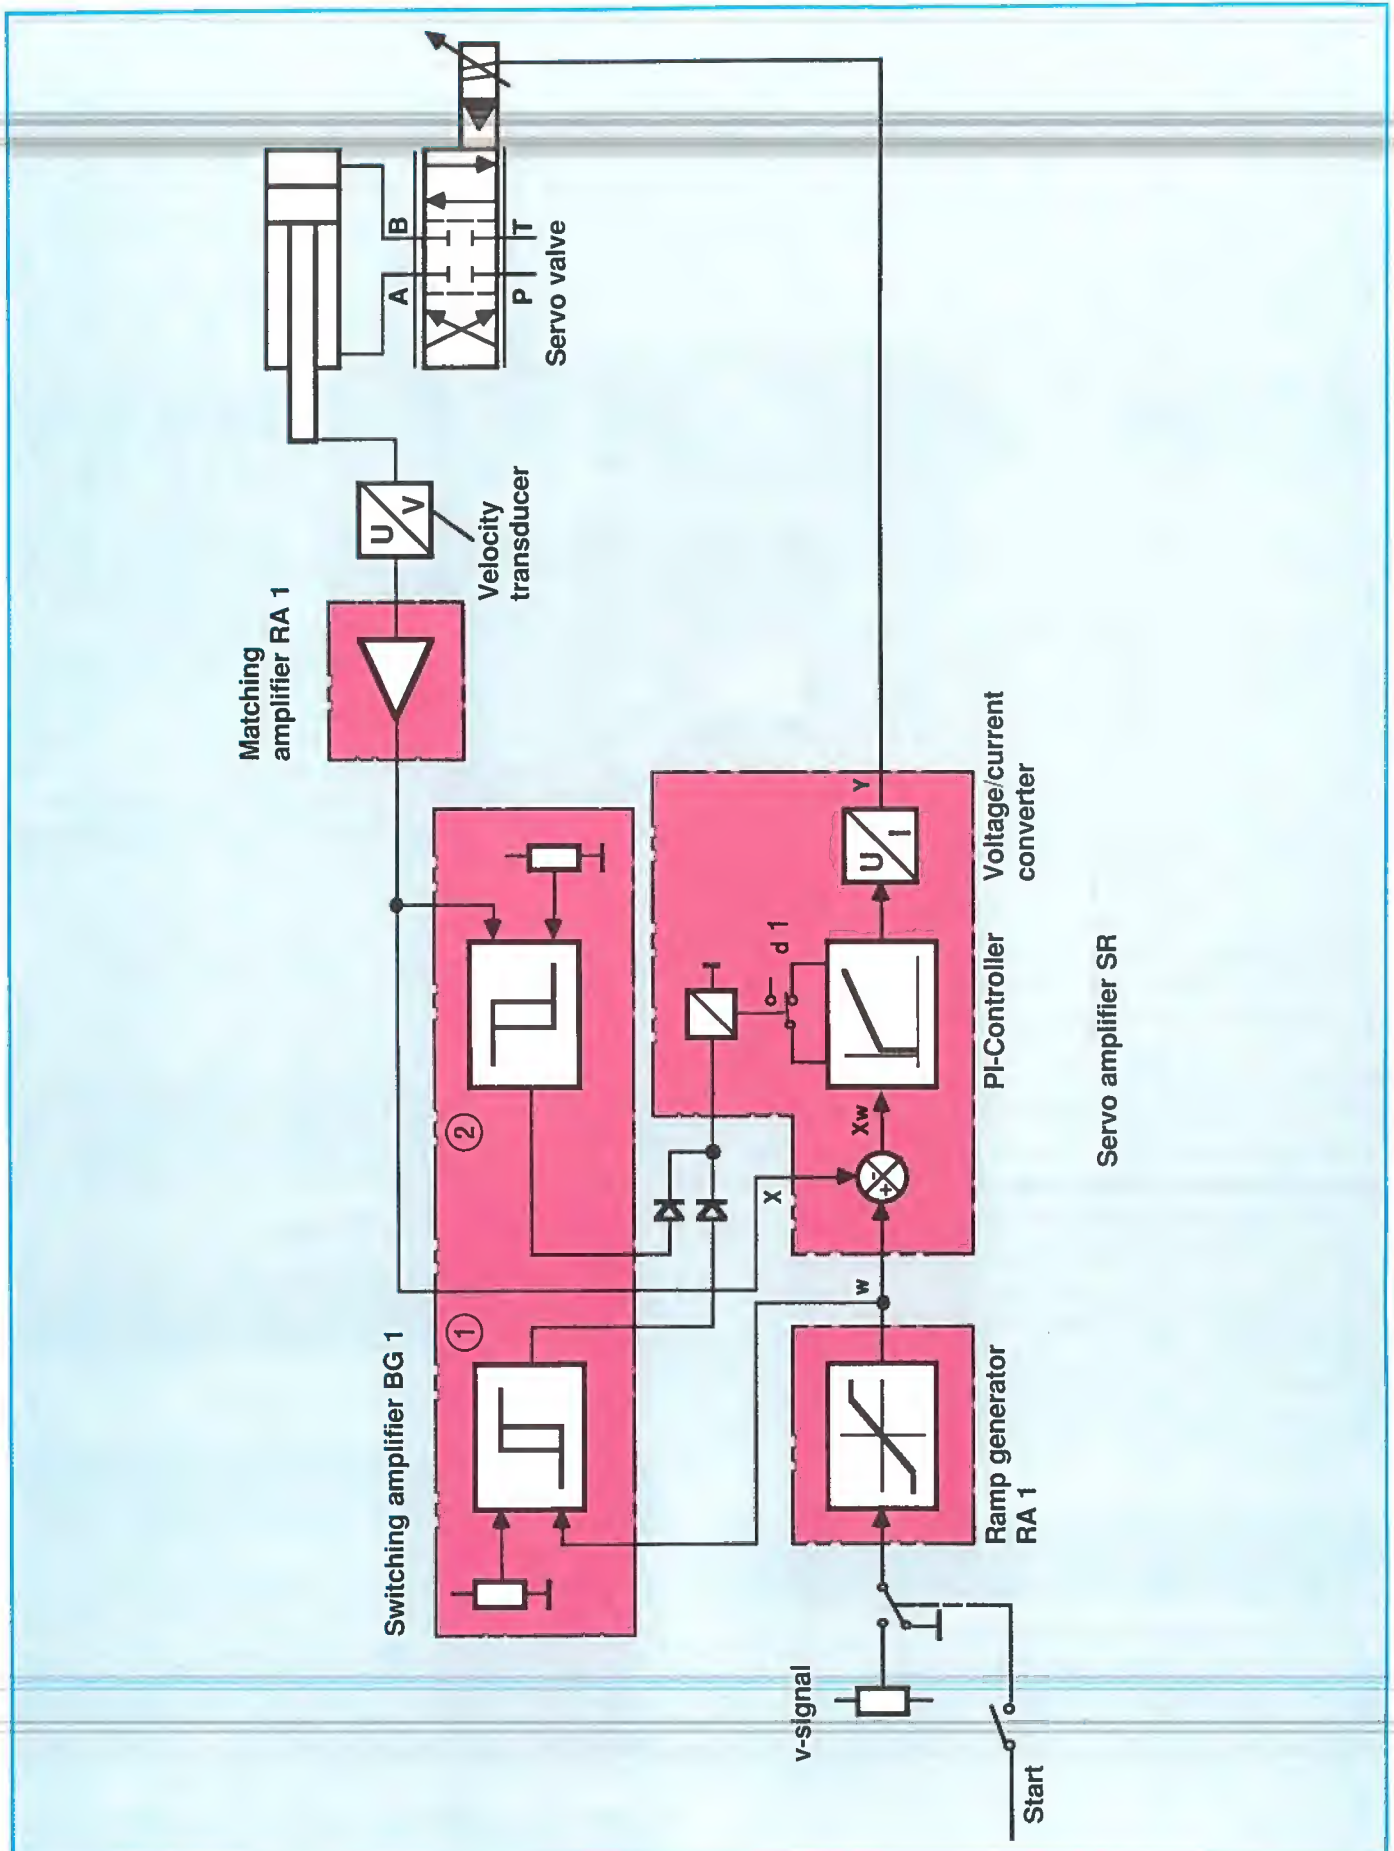 Matching
amplifier RA 1
U
V
Velocity
transducer
A
B
P
T
Servo valve
Switching amplifier BG 1
1
2
d 1
X
Xw
+
-
w
Y
U
I
v-signal
Start
Ramp generator
RA 1
PI-Controller
Voltage/current
converter
Servo amplifier SR